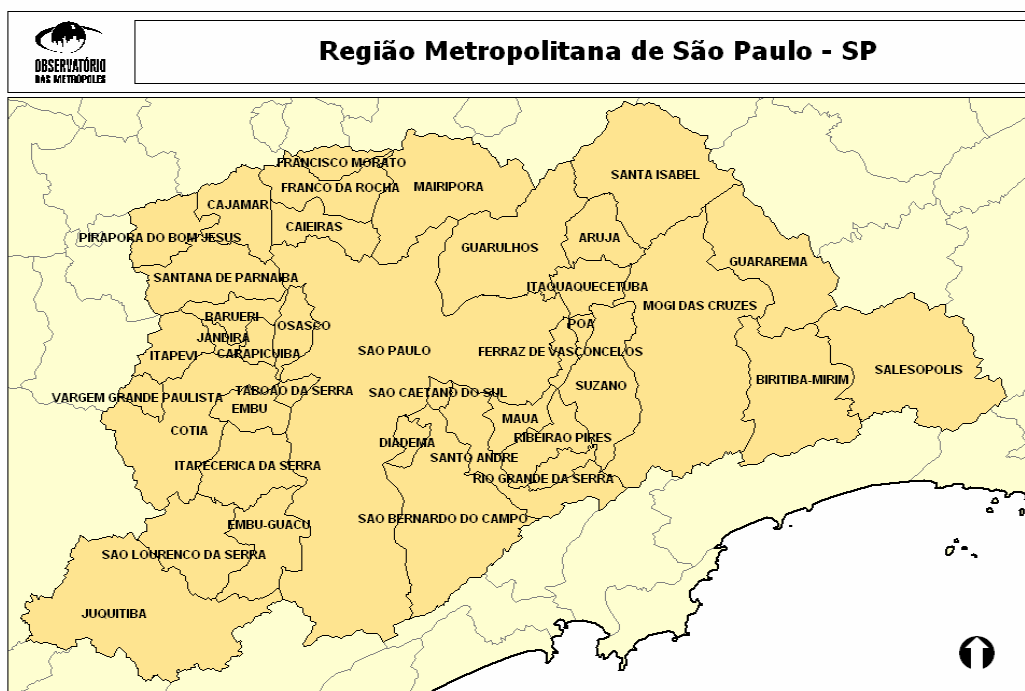 OBSERVATÓRIO
DAS METRÓPOLES
Região Metropolitana de São Paulo - SP
FRANCISCO MORATO
SANTA ISABEL
FRANCO DA ROCHA
MAIRIPORA
CAJAMAR
CAIEIRAS
PIRAPORA DO BOM JESUS
ARUJA
GUARULHOS
GUARAREMA
SANTANA DE PARNAIBA
ITAQUAQUECETUBA
MOGI DAS CRUZES
BARUERI
OSASCO
POA
JANDIRA
ITAPEVI
CARAPICUIBA
SAO PAULO
FERRAZ DE VASCONCELOS
SALESOPOLIS
BIRITIBA-MIRIM
SUZANO
TABOAO DA SERRA
SAO CAETANO DO SUL
VARGEM GRANDE PAULISTA
EMBU
MAUA
COTIA
RIBEIRAO PIRES
DIADEMA
SANTO ANDRE
ITAPECERICA DA SERRA
RIO GRANDE DA SERRA
SAO BERNARDO DO CAMPO
EMBU-GUACU
SAO LOURENCO DA SERRA
JUQUITIBA